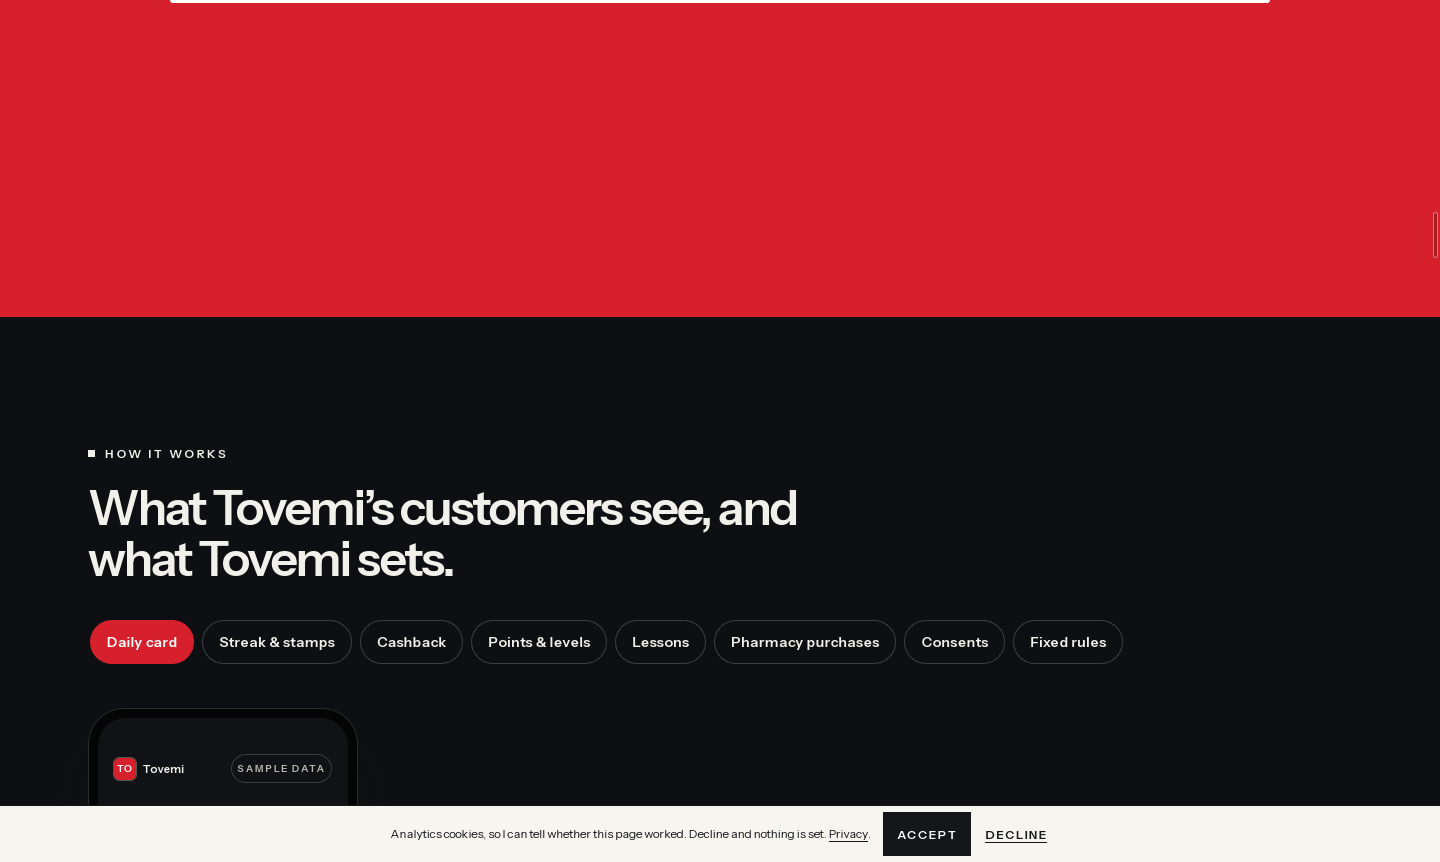 HOW IT WORKS
What Tovemi’s customers see, and
what Tovemi sets.
Daily card
Streak & stamps
Cashback
Points & levels
Lessons
Pharmacy purchases
Consents
Fixed rules
TO
Tovemi
SAMPLE DATA
Analytics cookies, so I can tell whether this page worked. Decline and nothing is set. Privacy.
ACCEPT
DECLINE